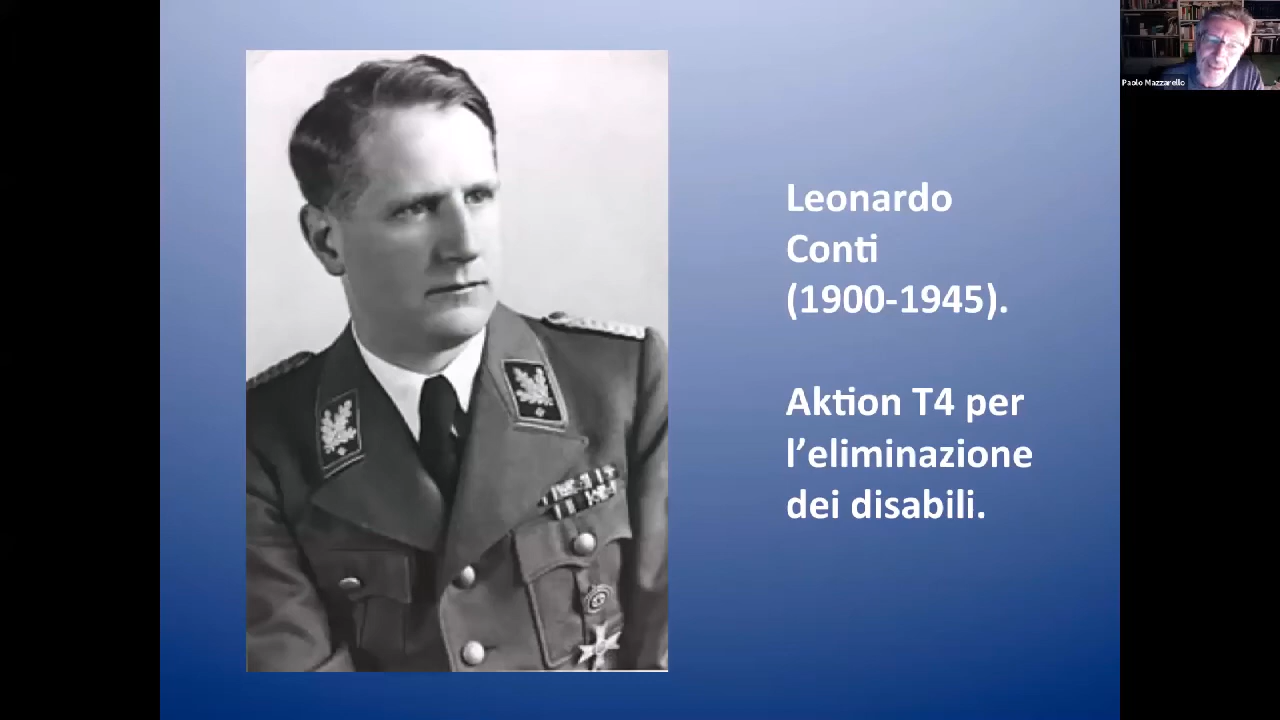 Paolo Mazzarello
Leonardo
Conti
(1900-1945).
Aktion T4 per
l’eliminazione
dei disabili.